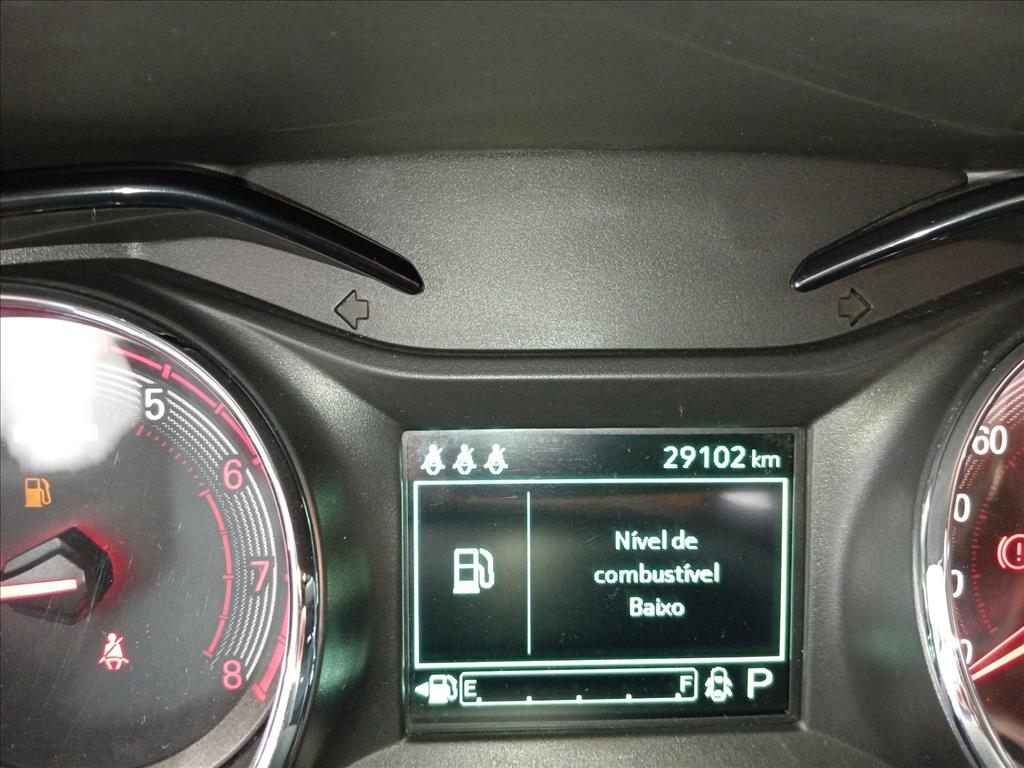 29102 km
Nível de
combustível
Baixo
E F P
5
6
7
8
60